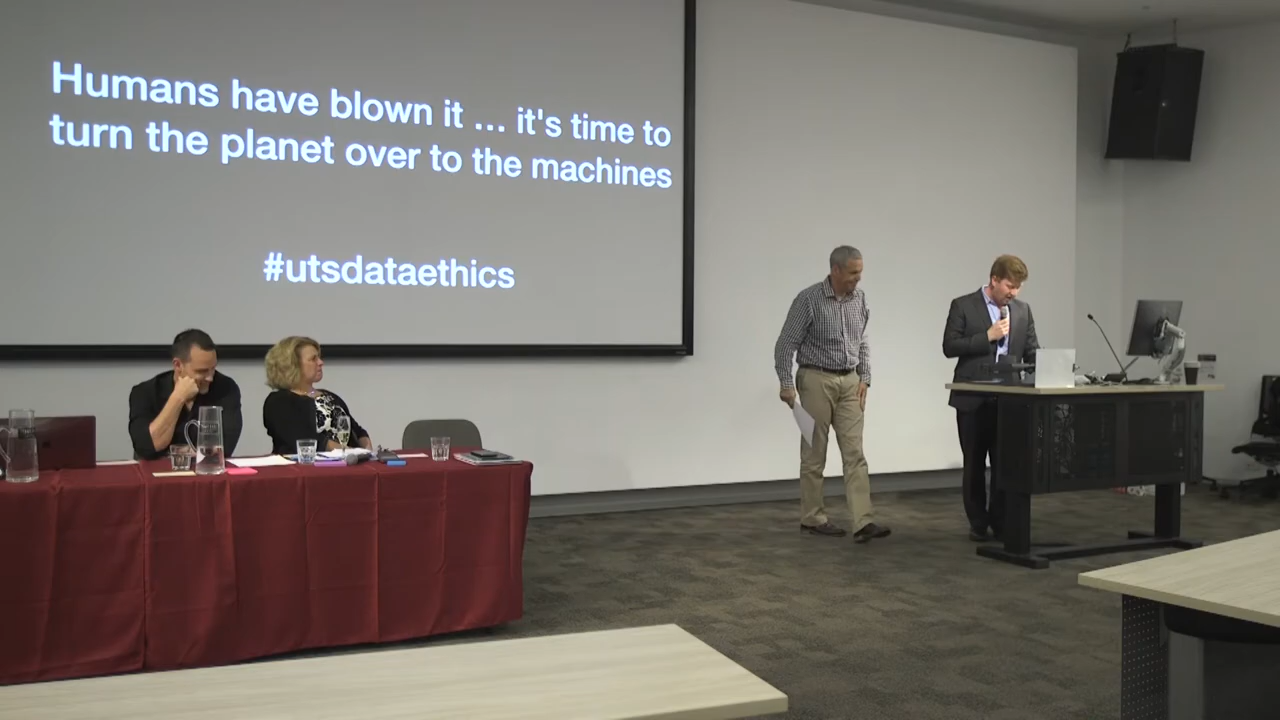 Humans have blown it ... it's time to
turn the planet over to the machines
#utsdataethics